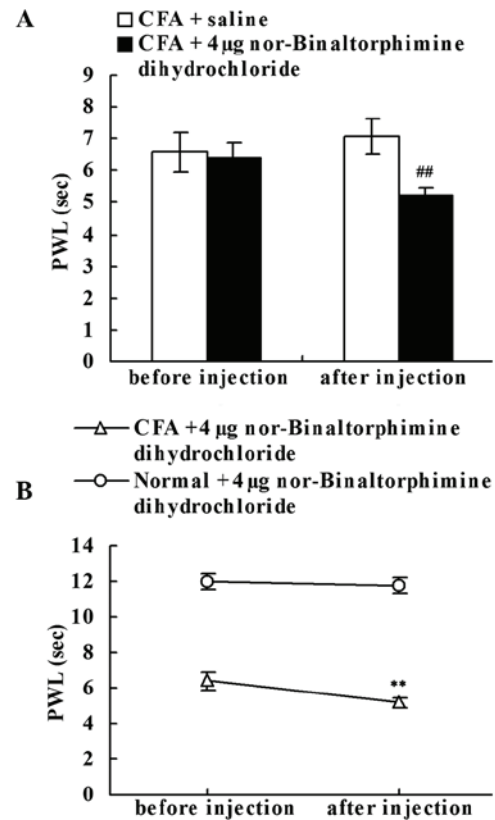 A
CFA + saline
CFA + 4μg nor-Binaltorphimine
dihydrochloride
9
8
7
6
5
4
3
2
1
0
PWL (sec)
##
before injection
after injection
CFA +4 μg nor-Binaltorphimine
dihydrochloride
Normal +4 μg nor-Binaltorphimine
dihydrochloride
B
14
12
10
8
6
4
2
0
PWL (sec)
**
before injection
after injection